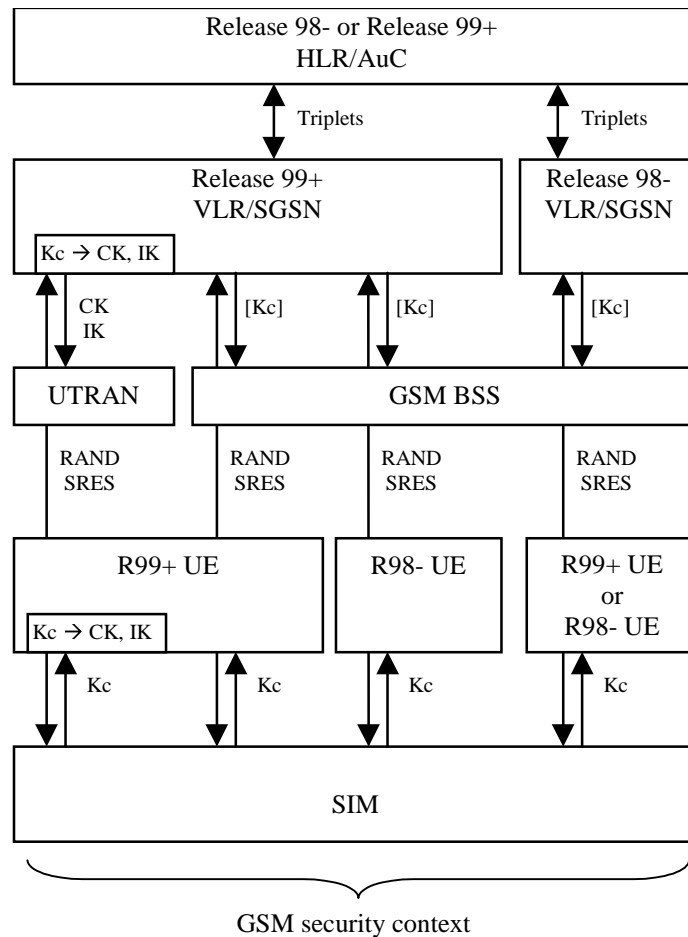 Release 98- or Release 99+
HLR/AuC
Triplets
Triplets
Release 99+
VLR/SGSN
Release 98-
VLR/SGSN
Kc → CK, IK
CK
IK
[Kc]
[Kc]
[Kc]
UTRAN
GSM BSS
RAND
SRES
RAND
SRES
RAND
SRES
RAND
SRES
R99+ UE
R98- UE
R99+ UE
or
R98- UE
Kc → CK, IK
Kc
Kc
Kc
Kc
SIM
GSM security context